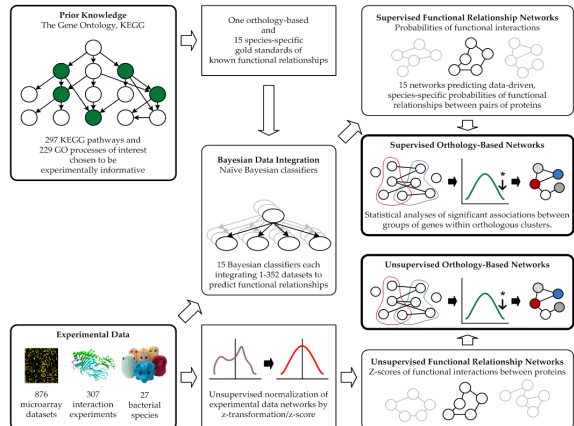 Prior Knowledge
The Gene Ontology, KEGG
297 KEGG pathways and
229 GO processes of interest
chosen to be
experimentally informative
One orthology-based
and
15 species-specific
gold standards of
known functional relationships
Supervised Functional Relationship Networks
Probabilities of functional interactions
15 networks predicting data-driven,
species-specific probabilities of functional
relationships between pairs of proteins
Bayesian Data Integration
Naïve Bayesian classifiers
15 Bayesian classifiers each
integrating 1-352 datasets to
predict functional relationships
Supervised Orthology-Based Networks
*
Statistical analyses of significant associations between
groups of genes within orthologous clusters.
Unsupervised Orthology-Based Networks
*
Experimental Data
876
microarray
datasets
307
interaction
experiments
27
bacterial
species
Unsupervised normalization of
experimental data networks by
z-transformation/z-score
Unsupervised Functional Relationship Networks
Z-scores of functional interactions between proteins